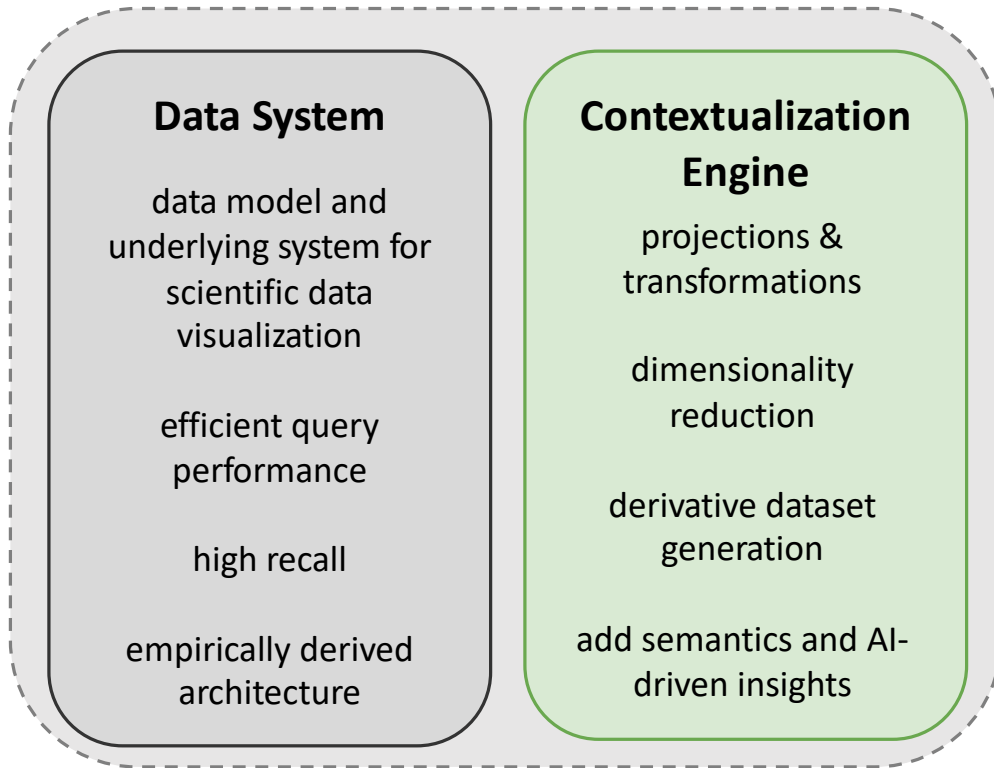 Data System
data model and
underlying system for
scientific data
visualization
efficient query
performance
high recall
empirically derived
architecture
Contextualization
Engine
projections &
transformations
dimensionality
reduction
derivative dataset
generation
add semantics and AI-
driven insights